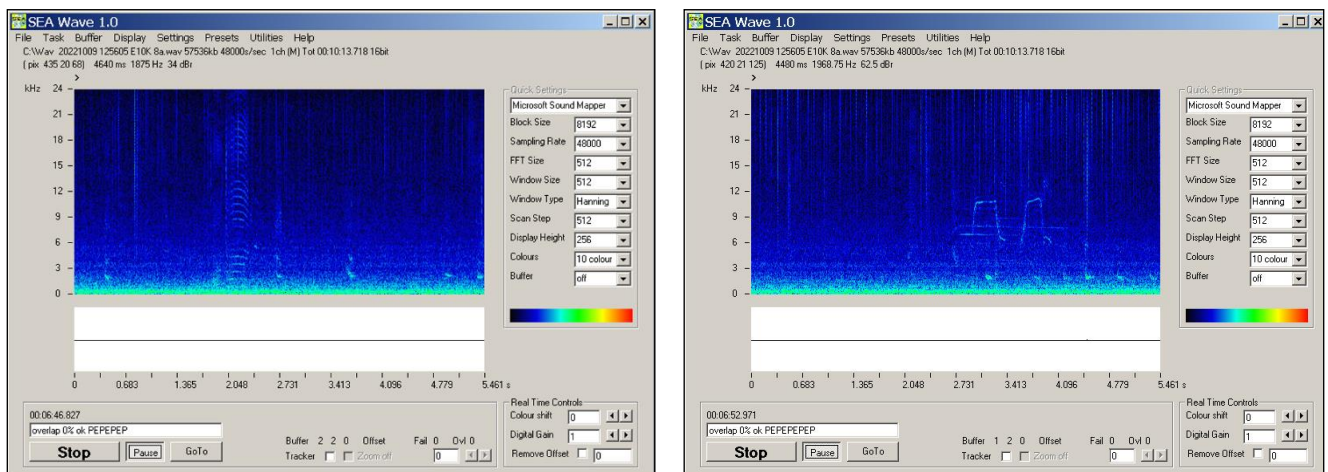 SEA Wave 1.0
File Task Buffer Display Settings Presets Utilities Help
C:\Wav 20221009 125605 E10K 8a.wav 57536kb 48000s/sec 1ch (M) Tot 00:10:13.718 16bit
( pix 435 20 68) 4640 ms 1875 Hz 34 dBr
kHz
24
21
18
15
12
9
6
3
0
0 0.683 1.365 2.048 2.731 3.413 4.096 4.779 5.461 s
Quick Settings
Microsoft Sound Mapper
Block Size 8192
Sampling Rate 48000
FFT Size 512
Window Size 512
Window Type Hanning
Scan Step 512
Display Height 256
Colours 10 colour
Buffer off
00:06:46.827
overlap 0% ok PEPEPEP
Stop Pause GoTo
Buffer 2 2 0 Offset Fail 0 Ovl 0
Tracker Zoom off 0
Real Time Controls
Colour shift 0
Digital Gain 1
Remove Offset 0
SEA Wave 1.0
File Task Buffer Display Settings Presets Utilities Help
C:\Wav 20221009 125605 E10K 8a.wav 57536kb 48000s/sec 1ch (M) Tot 00:10:13.718 16bit
( pix 420 21 125) 4480 ms 1968.75 Hz 62.5 dBr
kHz
24
21
18
15
12
9
6
3
0
0 0.683 1.365 2.048 2.731 3.413 4.096 4.779 5.461 s
Quick Settings
Microsoft Sound Mapper
Block Size 8192
Sampling Rate 48000
FFT Size 512
Window Size 512
Window Type Hanning
Scan Step 512
Display Height 256
Colours 10 colour
Buffer off
00:06:52.971
overlap 0% ok PEPEPEPEP
Stop Pause GoTo
Buffer 1 2 0 Offset Fail 0 Ovl 0
Tracker Zoom off 0
Real Time Controls
Colour shift 0
Digital Gain 1
Remove Offset 0